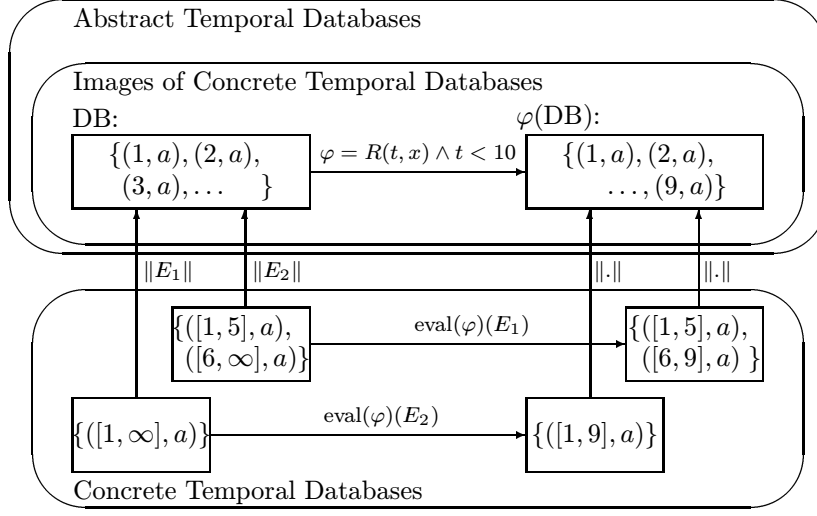 Abstract Temporal Databases
Images of Concrete Temporal Databases
DB:
φ(DB):
{(1, a), (2, a),
(3, a), . . . }
φ = R(t, x) ∧ t < 10
{(1, a), (2, a),
. . . , (9, a)}
‖E₁‖
‖E₂‖
‖.‖
‖.‖
{([1, 5], a),
([6, ∞], a)}
eval(φ)(E₁)
{([1, 5], a),
([6, 9], a) }
{([1, ∞], a)}
eval(φ)(E₂)
{([1, 9], a)}
Concrete Temporal Databases